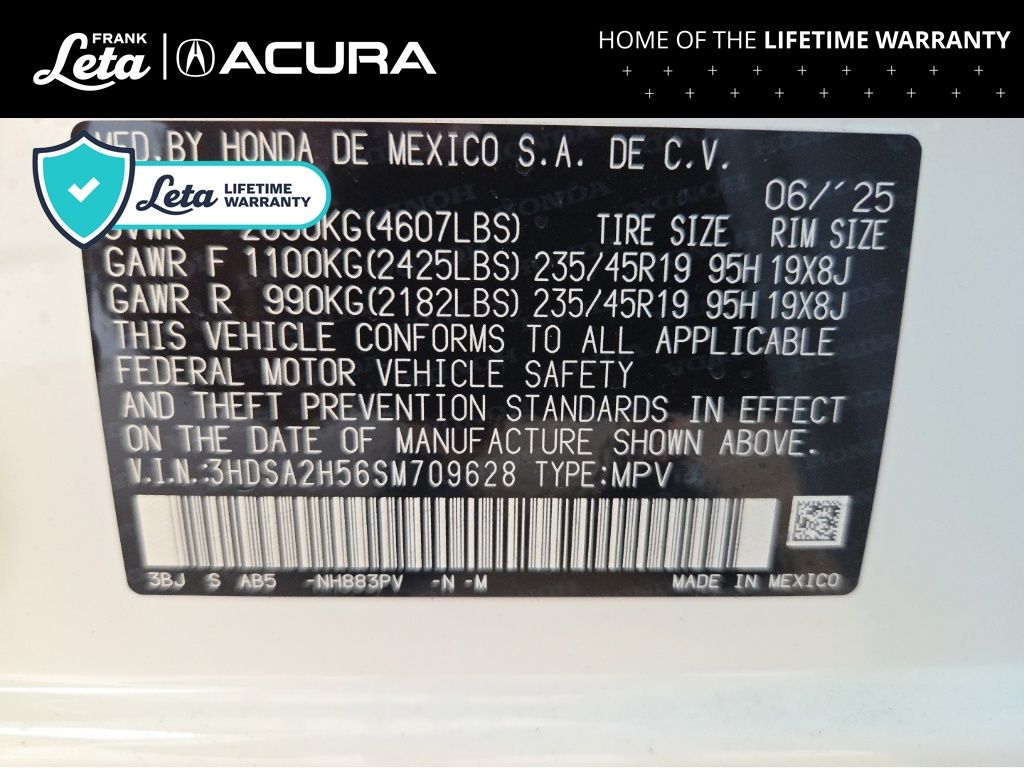 FRANK
Leta
ACURA
HOME OF THE LIFETIME WARRANTY
MFD. BY HONDA DE MEXICO S.A. DE C.V.
06/'25
Leta LIFETIME
WARRANTY
KG(4607LBS) TIRE SIZE RIM SIZE
GAWR F 1100KG(2425LBS) 235/45R19 95H 19X8J
GAWR R 990KG(2182LBS) 235/45R19 95H 19X8J
THIS VEHICLE CONFORMS TO ALL APPLICABLE
FEDERAL MOTOR VEHICLE SAFETY
AND THEFT PREVENTION STANDARDS IN EFFECT
ON THE DATE OF MANUFACTURE SHOWN ABOVE.
V.I.N.:3HDSA2H56SM709628 TYPE:MPV
3BJ S AB5 -NH883PV -N -M MADE IN MEXICO